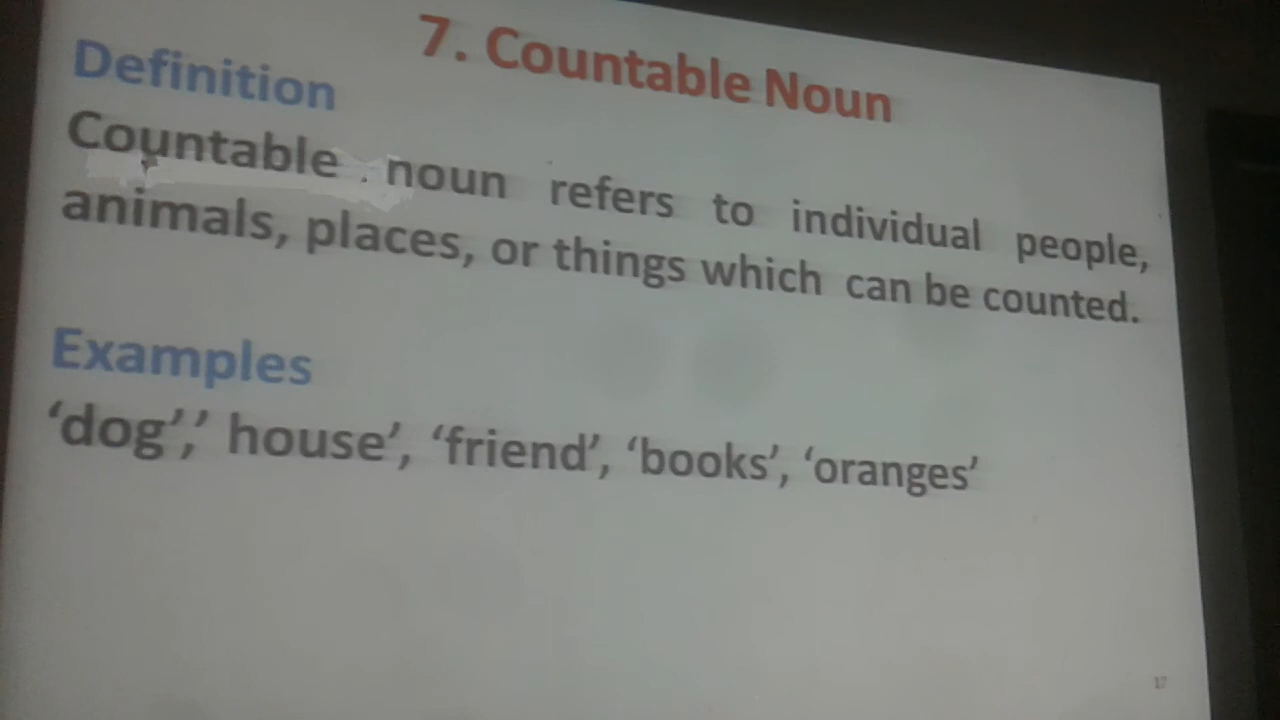 7. Countable Noun
Definition
Countable . noun refers to individual people,
animals, places, or things which can be counted.
Examples
‘dog’,’ house’, ‘friend’, ‘books’, ‘oranges’
17